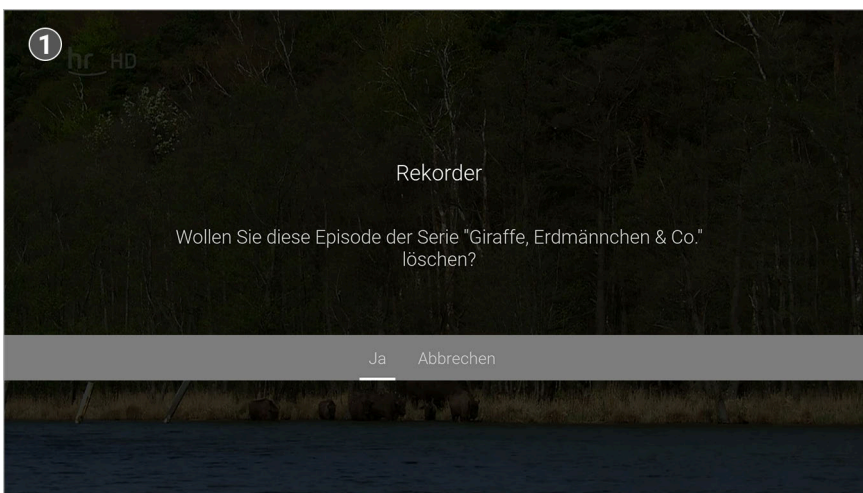 1
hr HD
Rekorder
Wollen Sie diese Episode der Serie "Giraffe, Erdmännchen & Co."
löschen?
Ja Abbrechen